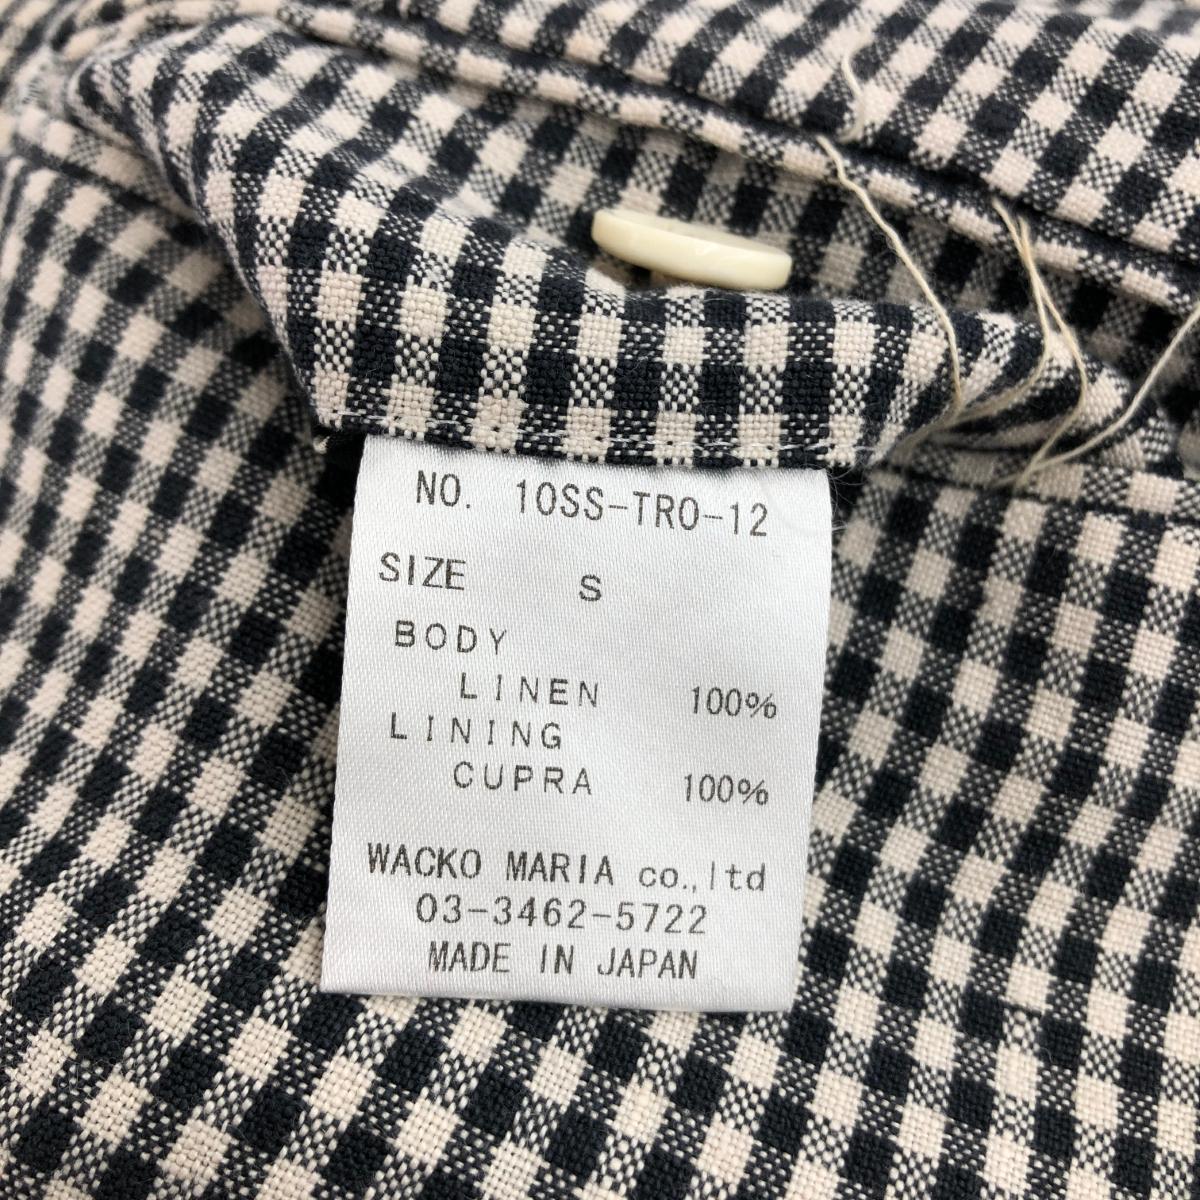 NO. 10SS-TRO-12
SIZE S
BODY
LINEN 100%
LINING
CUPRA 100%
WACKO MARIA co.,ltd
03-3462-5722
MADE IN JAPAN